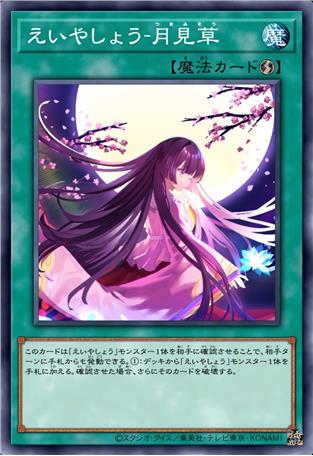 えいやしょう-月見草
つきみそう
魔
【魔法カード】
このカードは「えいやしょう」モンスター1体を相手に確認させることで、相手ターンに手札からも発動できる。①:デッキから「えいやしょう」モンスター1体を手札に加える。確認させた場合、さらにそのカードを破壊する。
©スタジオ・ダイス/集英社・テレビ東京・KONAMI